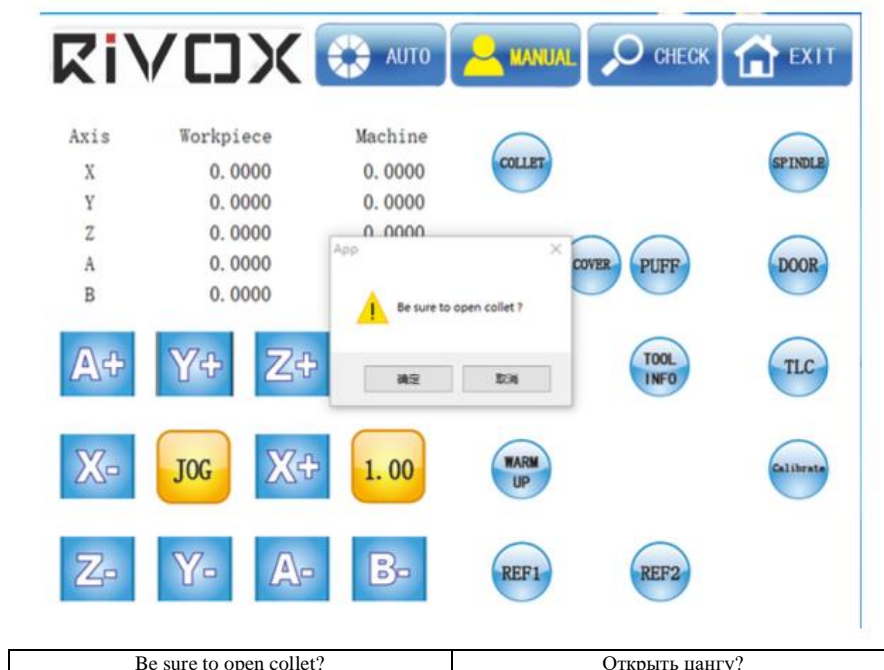 RiVOX AUTO MANUAL CHECK EXIT
Axis Workpiece Machine
X 0.0000 0.0000
Y 0.0000 0.0000
Z 0.0000 0.0000
A 0.0000
B 0.0000
COLLET SPINDLE
App
COVER PUFF DOOR
Be sure to open collet ?
确定 取消
A+ Y+ Z+
TOOL
INFO
TLC
X- JOG X+ 1.00
WARM
UP
Calibrate
Z- Y- A- B- REF1 REF2
Be sure to open collet? Открыть цангу?